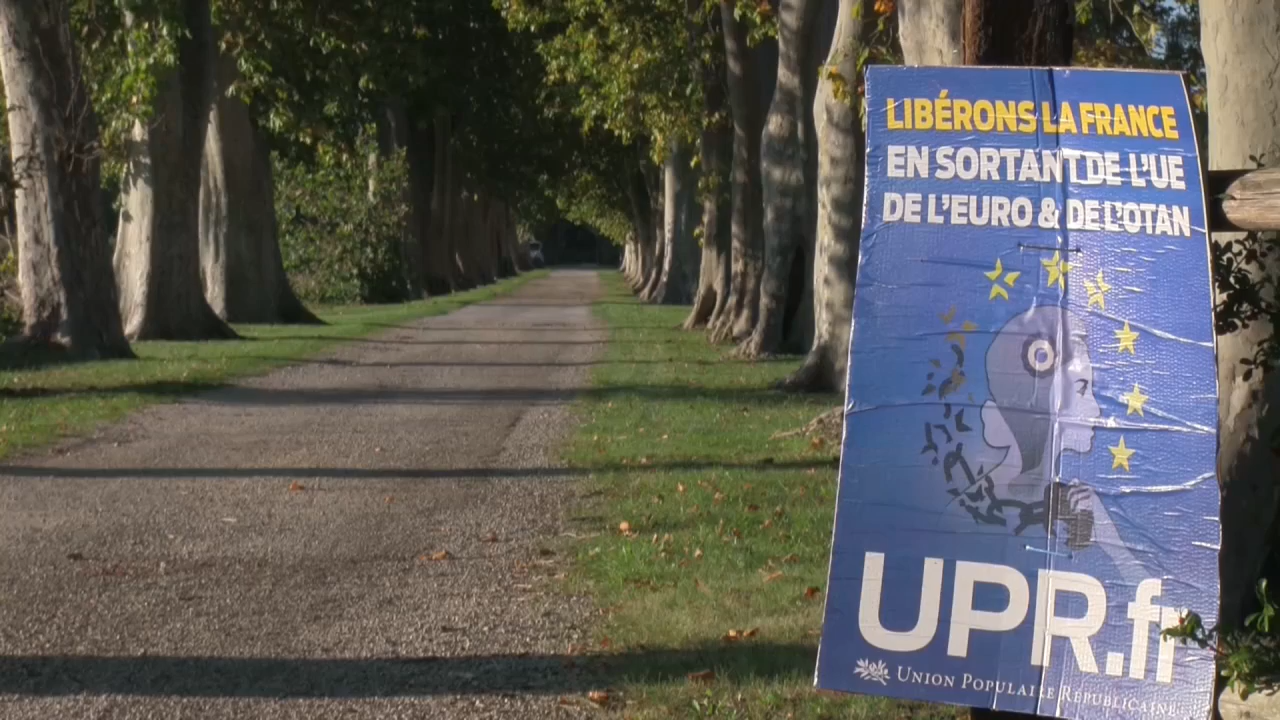 LIBÉRONS LA FRANCE
EN SORTANT DE L'UE
DE L'EURO & DE L'OTAN
UPR.fr
UNION POPULAIRE RÉPUBLICAINE